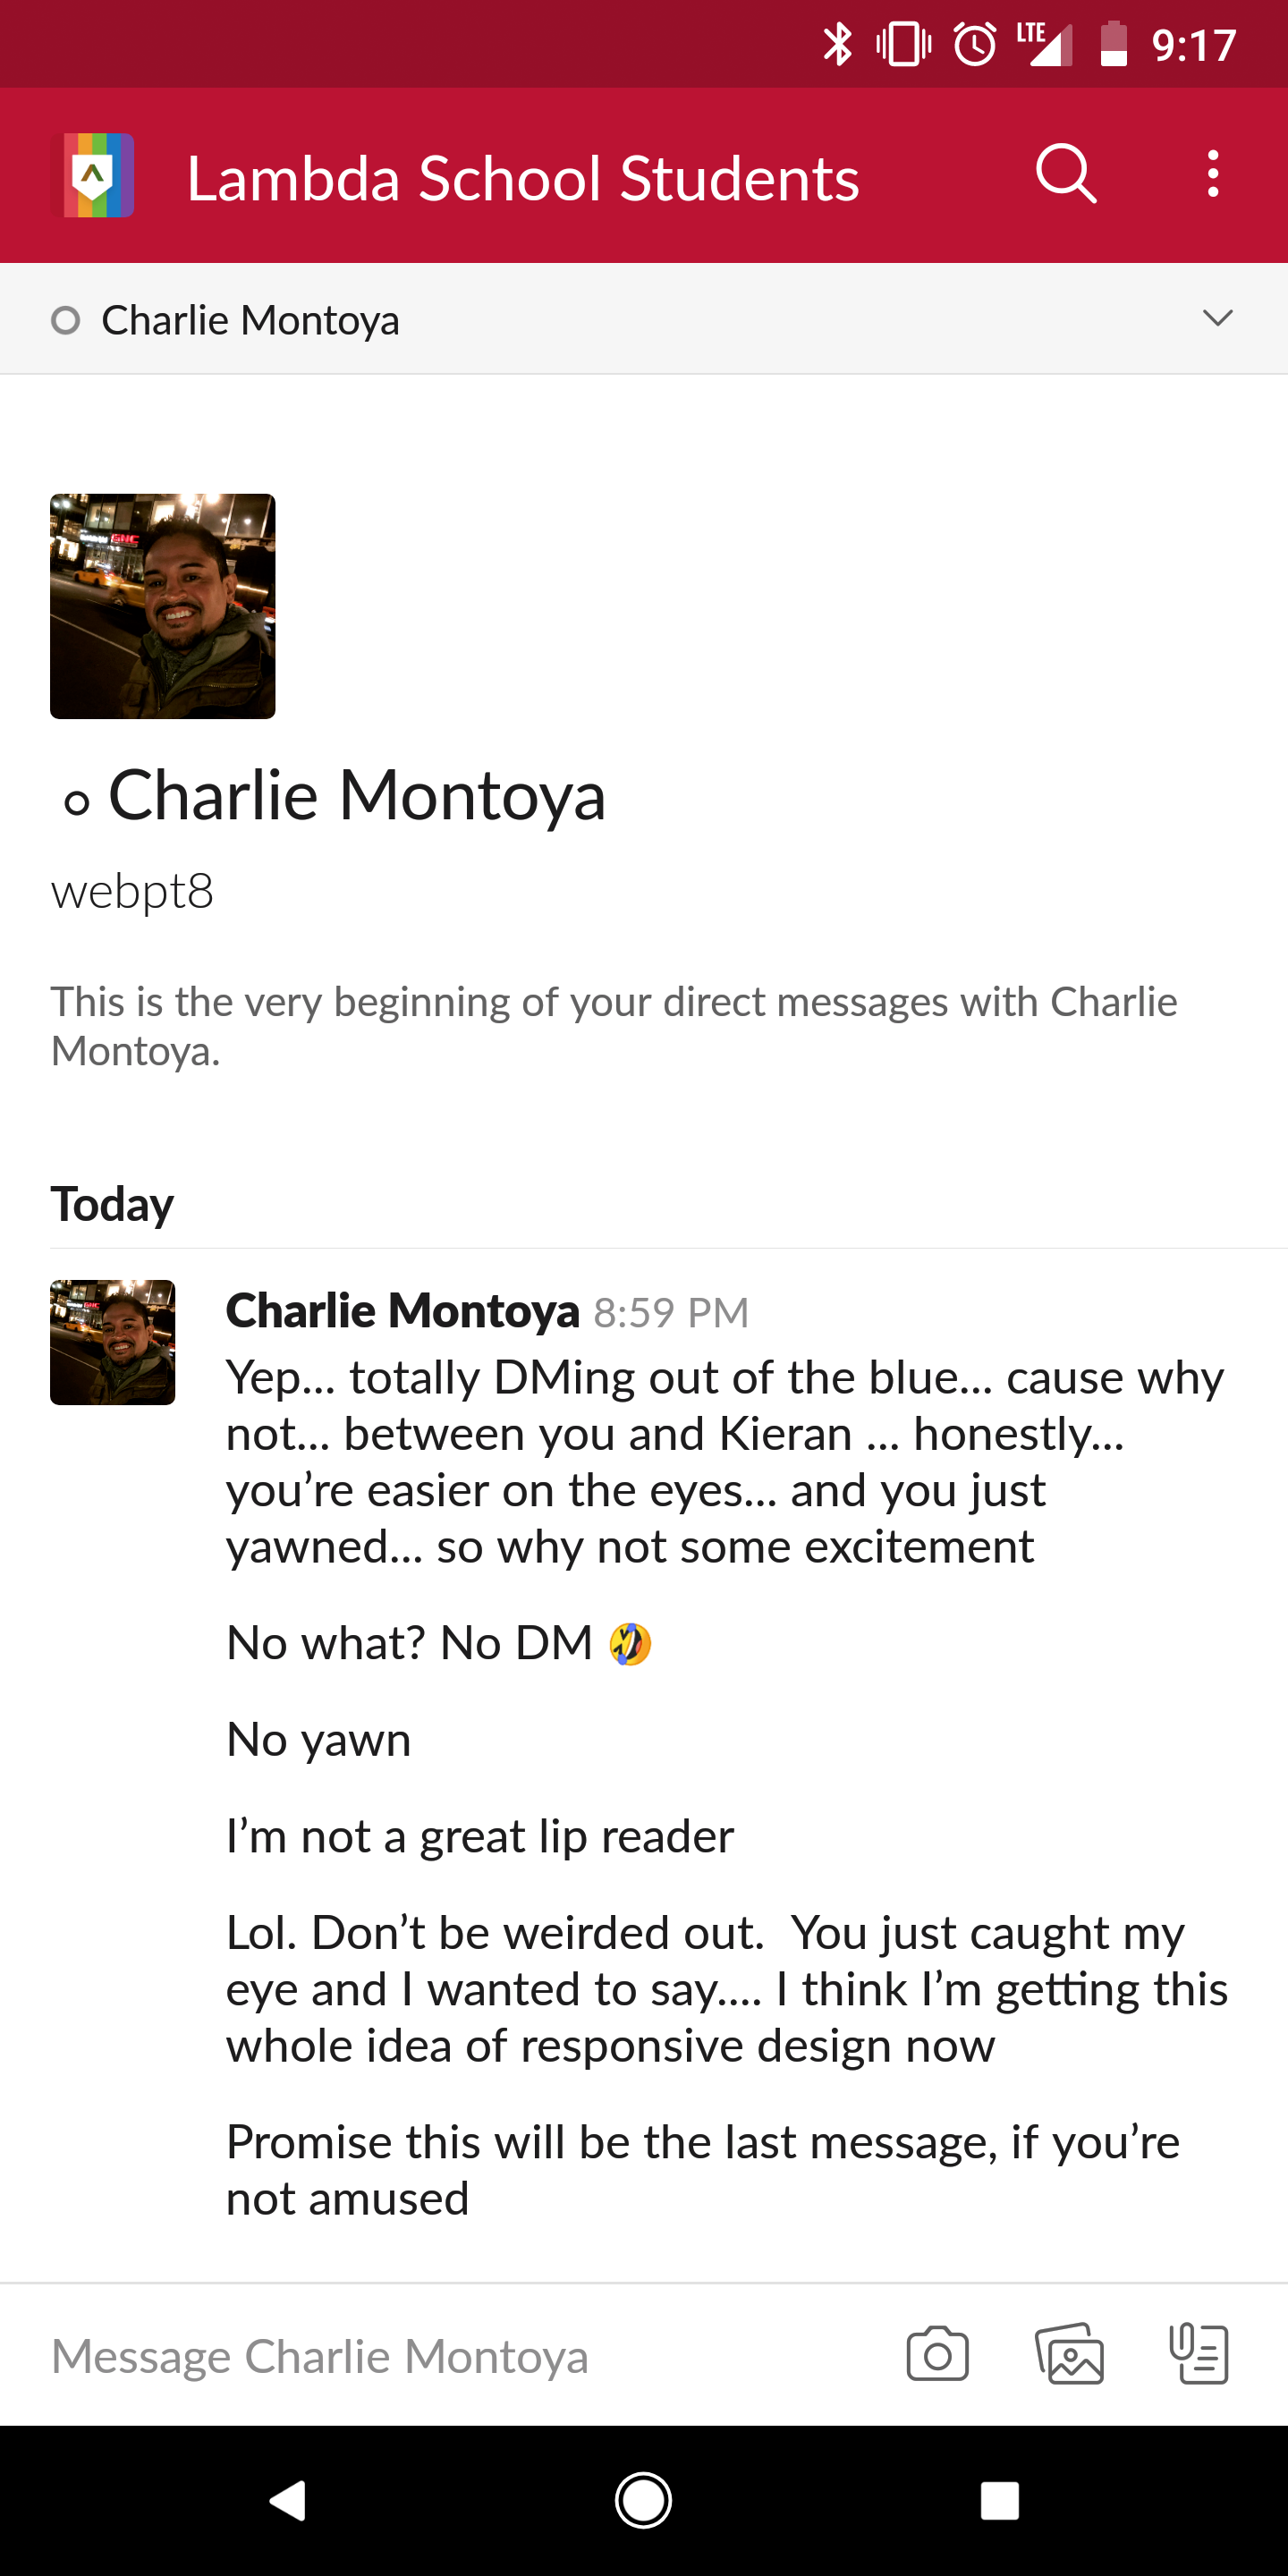 LTE 9:17
Lambda School Students
Charlie Montoya
GNC
Charlie Montoya
webpt8
This is the very beginning of your direct messages with Charlie
Montoya.
Today
Charlie Montoya 8:59 PM
Yep... totally DMing out of the blue... cause why
not... between you and Kieran ... honestly...
you’re easier on the eyes... and you just
yawned... so why not some excitement
No what? No DM 🤣
No yawn
I’m not a great lip reader
Lol. Don’t be weirded out.  You just caught my
eye and I wanted to say.... I think I’m getting this
whole idea of responsive design now
Promise this will be the last message, if you’re
not amused
Message Charlie Montoya